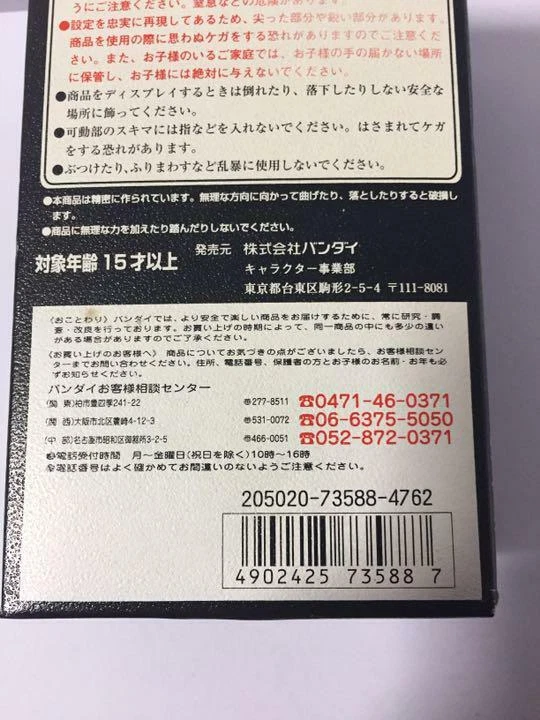 うにご注意ください。窒息などの危険があります。
●設定を忠実に再現してあるため、尖った部分や鋭い部分があります。
商品を使用の際に思わぬケガをする恐れがありますのでご注意くだ
さい。また、お子様のいるご家庭では、お子様の手の届かない場所
に保管し、お子様には絶対に与えないでください。
●商品をディスプレイするときは倒れたり、落下したりしない安全な
場所に飾ってください。
●可動部のスキマには指などを入れないでください。はさまれてケガ
をする恐れがあります。
●ぶつけたり、ふりまわすなど乱暴に使用しないでください。
●本商品は精密に作られています。無理な方向に向かって曲げたり、落としたりすると破損し
ます。
●商品に無理な力を加えたり踏んだりしないでください。
対象年齢15才以上
発売元 株式会社バンダイ
キャラクター事業部
東京都台東区駒形2-5-4 〒111-8081
〈おことわり〉バンダイでは、より安全で楽しい商品をお届けするために、常に研究・調
査・改良を行っております。お買い上げの時期によって、同一商品の中にも多少の違い
がある場合がありますのでご了承ください。
〈お買い上げのお客様へ〉商品についてお気づきの点がございましたら、お客様相談セン
ターまでお問い合わせください。住所、電話番号、保護者の方とお子様のお名前・お年も必
ずお知らせください。
バンダイお客様相談センター
(関 東)柏市豊四季241-22 〒277-8511 ☎0471-46-0371
(関 西)大阪市北区豊崎4-12-3 〒531-0072 ☎06-6375-5050
(中 部)名古屋市昭和区御器所3-2-5 〒466-0051 ☎052-872-0371
●電話受付時間 月〜金曜日(祝日を除く)10時〜16時
●電話番号はよく確かめてお間違いのないようご注意ください。
205020-73588-4762
4902425 73588 7